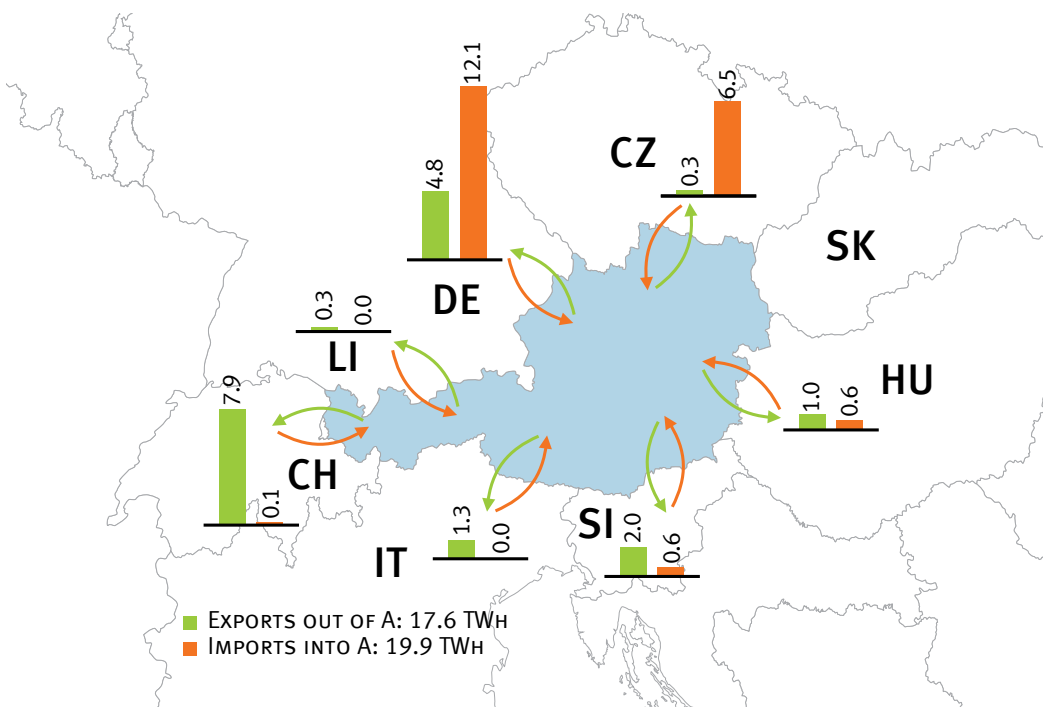 12.1
4.8
DE
6.5
0.3
CZ
SK
0.3
0.0
LI
7.9
0.1
CH
1.0
0.6
HU
1.3
0.0
IT
SI
2.0
0.6
EXPORTS OUT OF A: 17.6 TWH
IMPORTS INTO A: 19.9 TWH